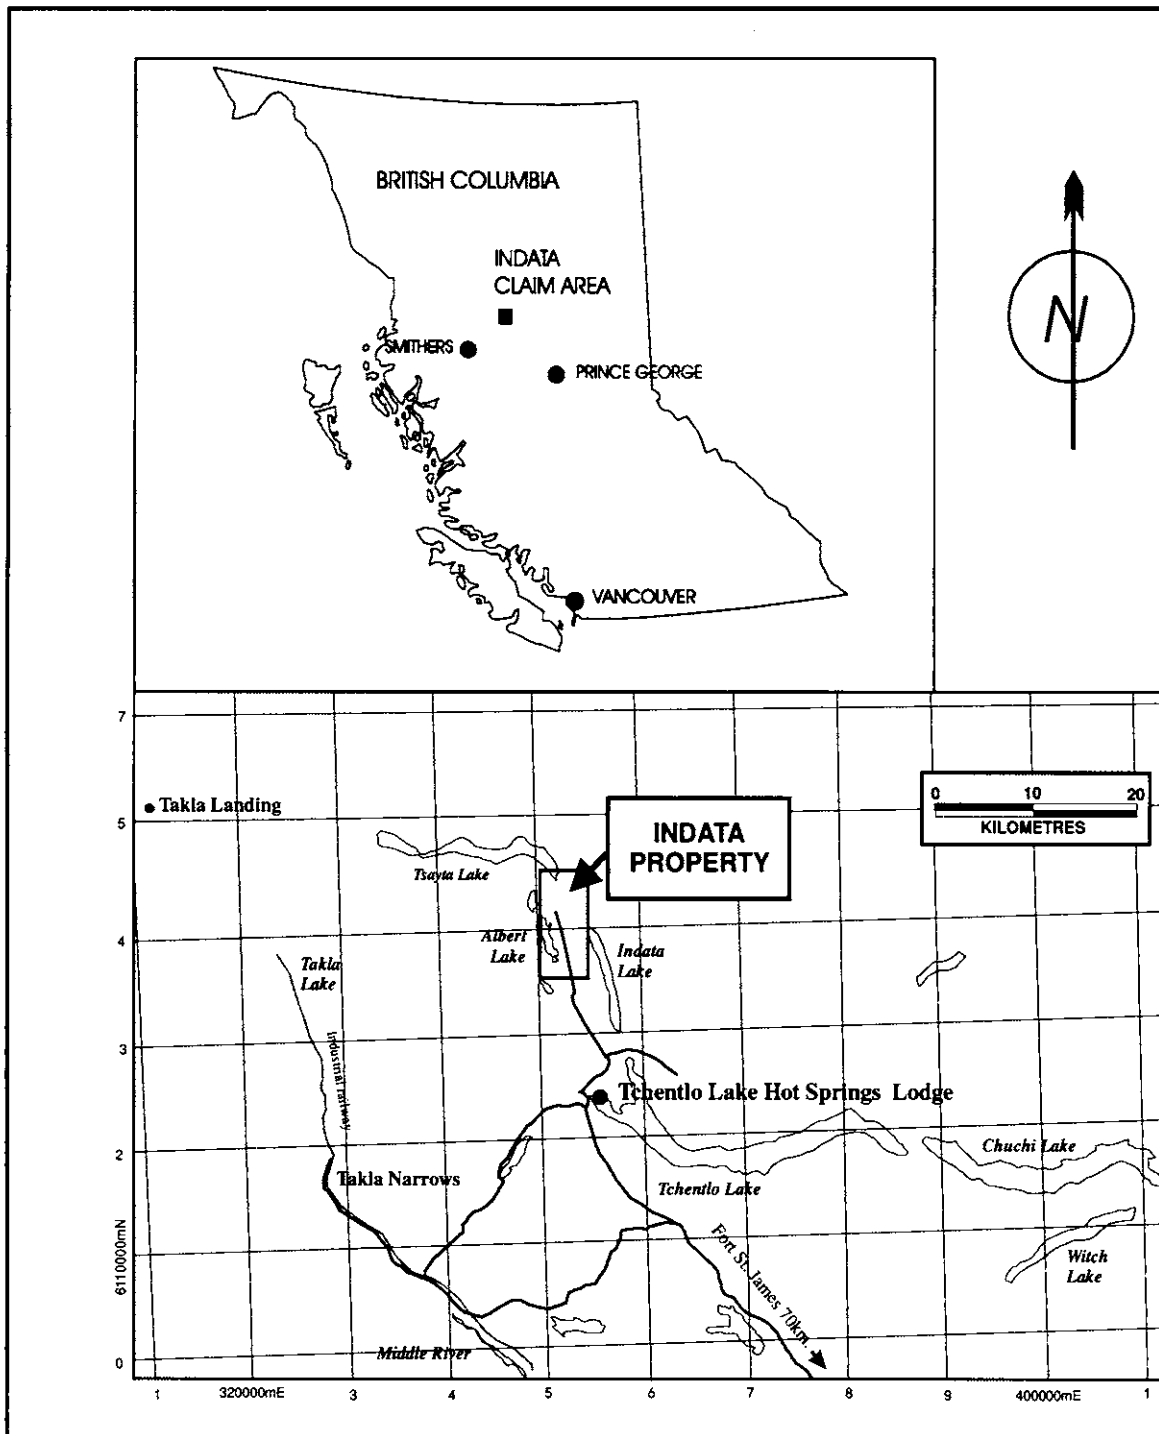 BRITISH COLUMBIA
INDATA
CLAIM AREA
SMITHERS
PRINCE GEORGE
VANCOUVER
N
7
Takla Landing
0 10 20
KILOMETRES
INDATA
PROPERTY
5
Tsayta Lake
Albert
Lake
Indata
Lake
4
Takla
Lake
Industrial railway
3
Tchentlo Lake Hot Springs Lodge
Chuchi Lake
2
Takla Narrows
Tchentlo Lake
Fort St. James 70km.
Witch
Lake
6110000mN
Middle River
0
1 320000mE 3 4 5 6 7 8 9 400000mE 1